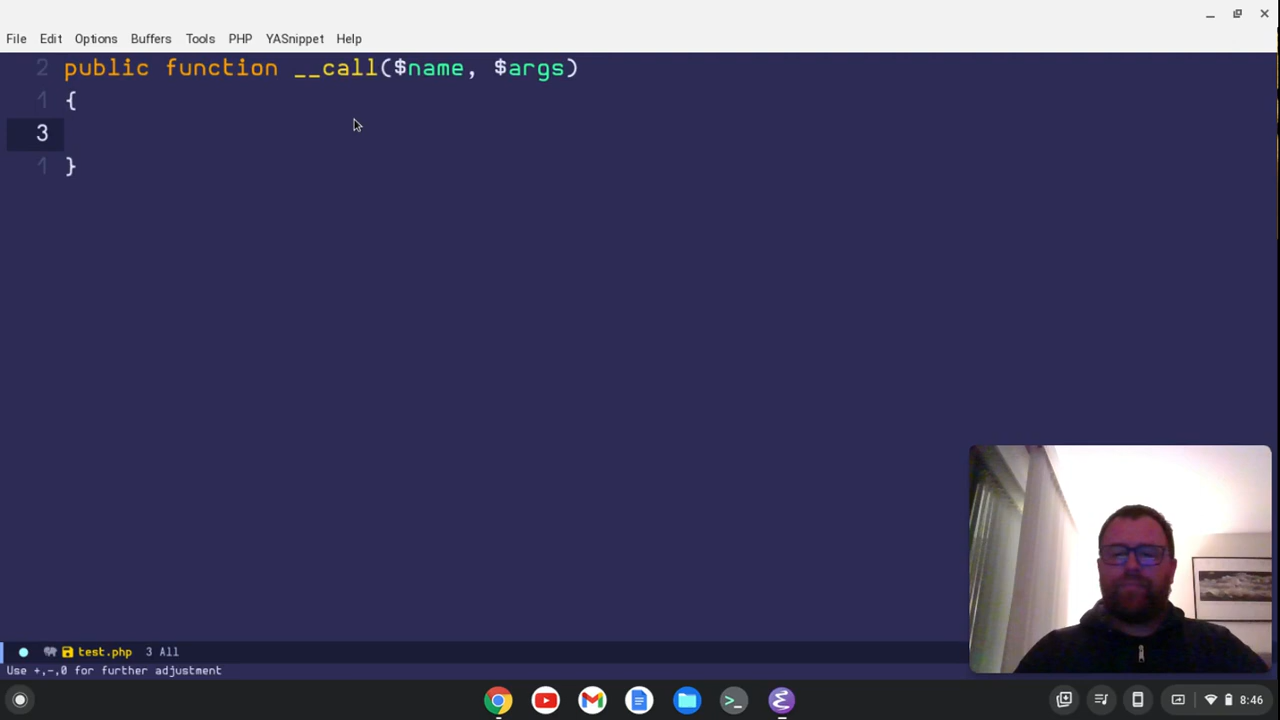 File Edit Options Buffers Tools PHP YASnippet Help
2 public function __call($name, $args)
1 {
3
1 }
test.php 3 All
Use +,-,0 for further adjustment
8:46